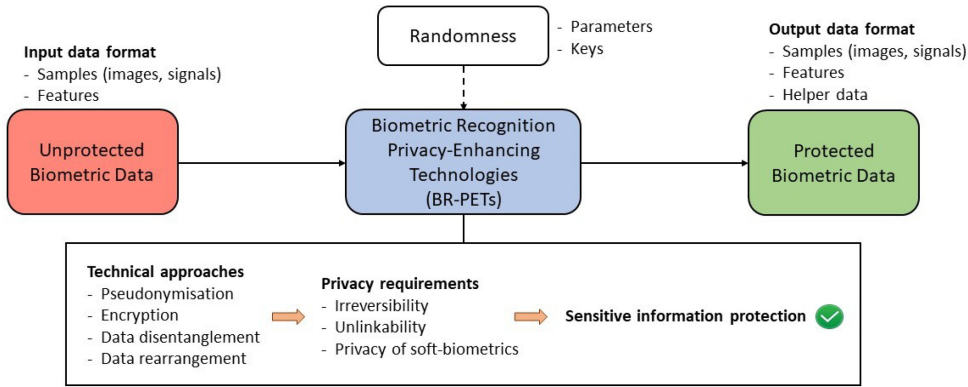 Randomness
- Parameters
- Keys
Input data format
- Samples (images, signals)
- Features
Output data format
- Samples (images, signals)
- Features
- Helper data
Unprotected
Biometric Data
Biometric Recognition
Privacy-Enhancing
Technologies
(BR-PETs)
Protected
Biometric Data
Technical approaches
- Pseudonymisation
- Encryption
- Data disentanglement
- Data rearrangement
Privacy requirements
- Irreversibility
- Unlinkability
- Privacy of soft-biometrics
Sensitive information protection